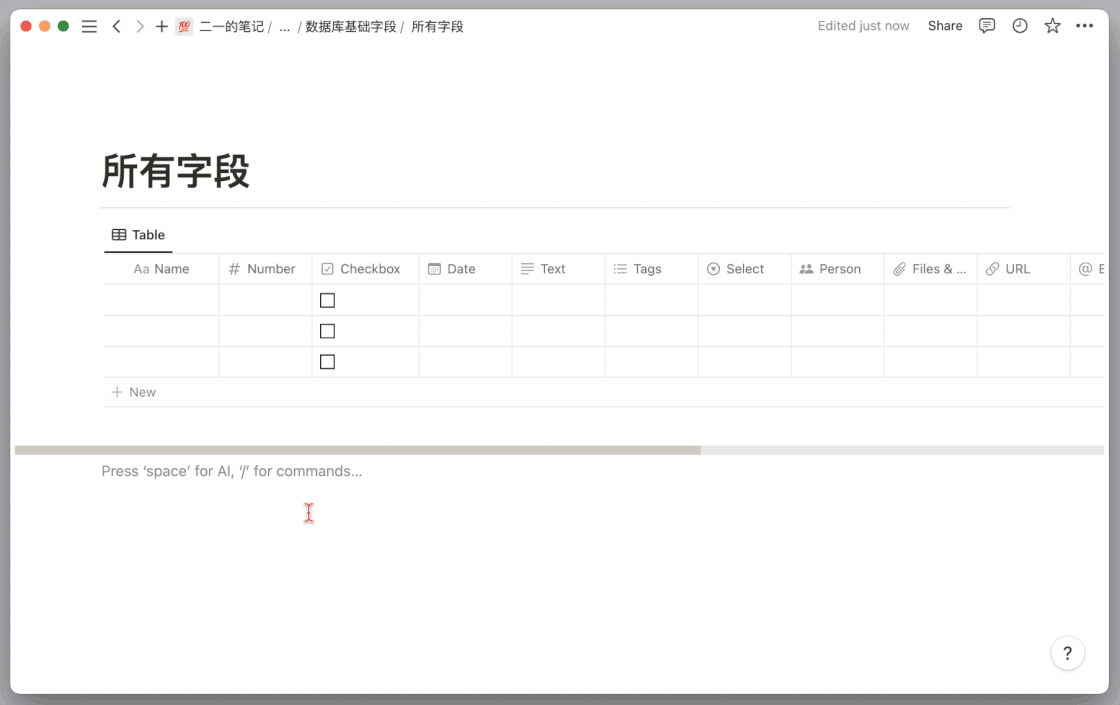 二一的笔记 / ... / 数据库基础字段 / 所有字段
Edited just now Share
所有字段
Table
Aa Name # Number Checkbox Date Text Tags Select Person Files & ... URL @ E
+ New
Press ‘space’ for AI, ‘/’ for commands...
?